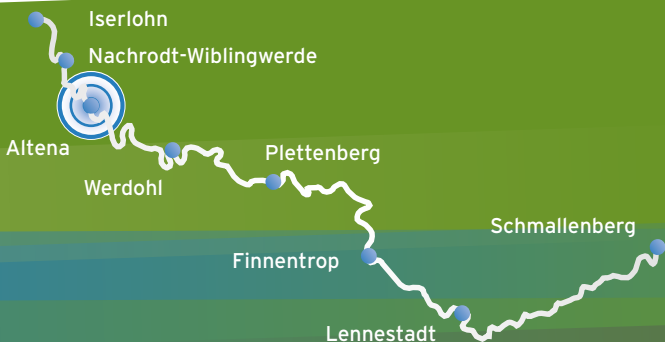 Iserlohn
Nachrodt-Wiblingwerde
Altena
Werdohl
Plettenberg
Schmallenberg
Finnentrop
Lennestadt